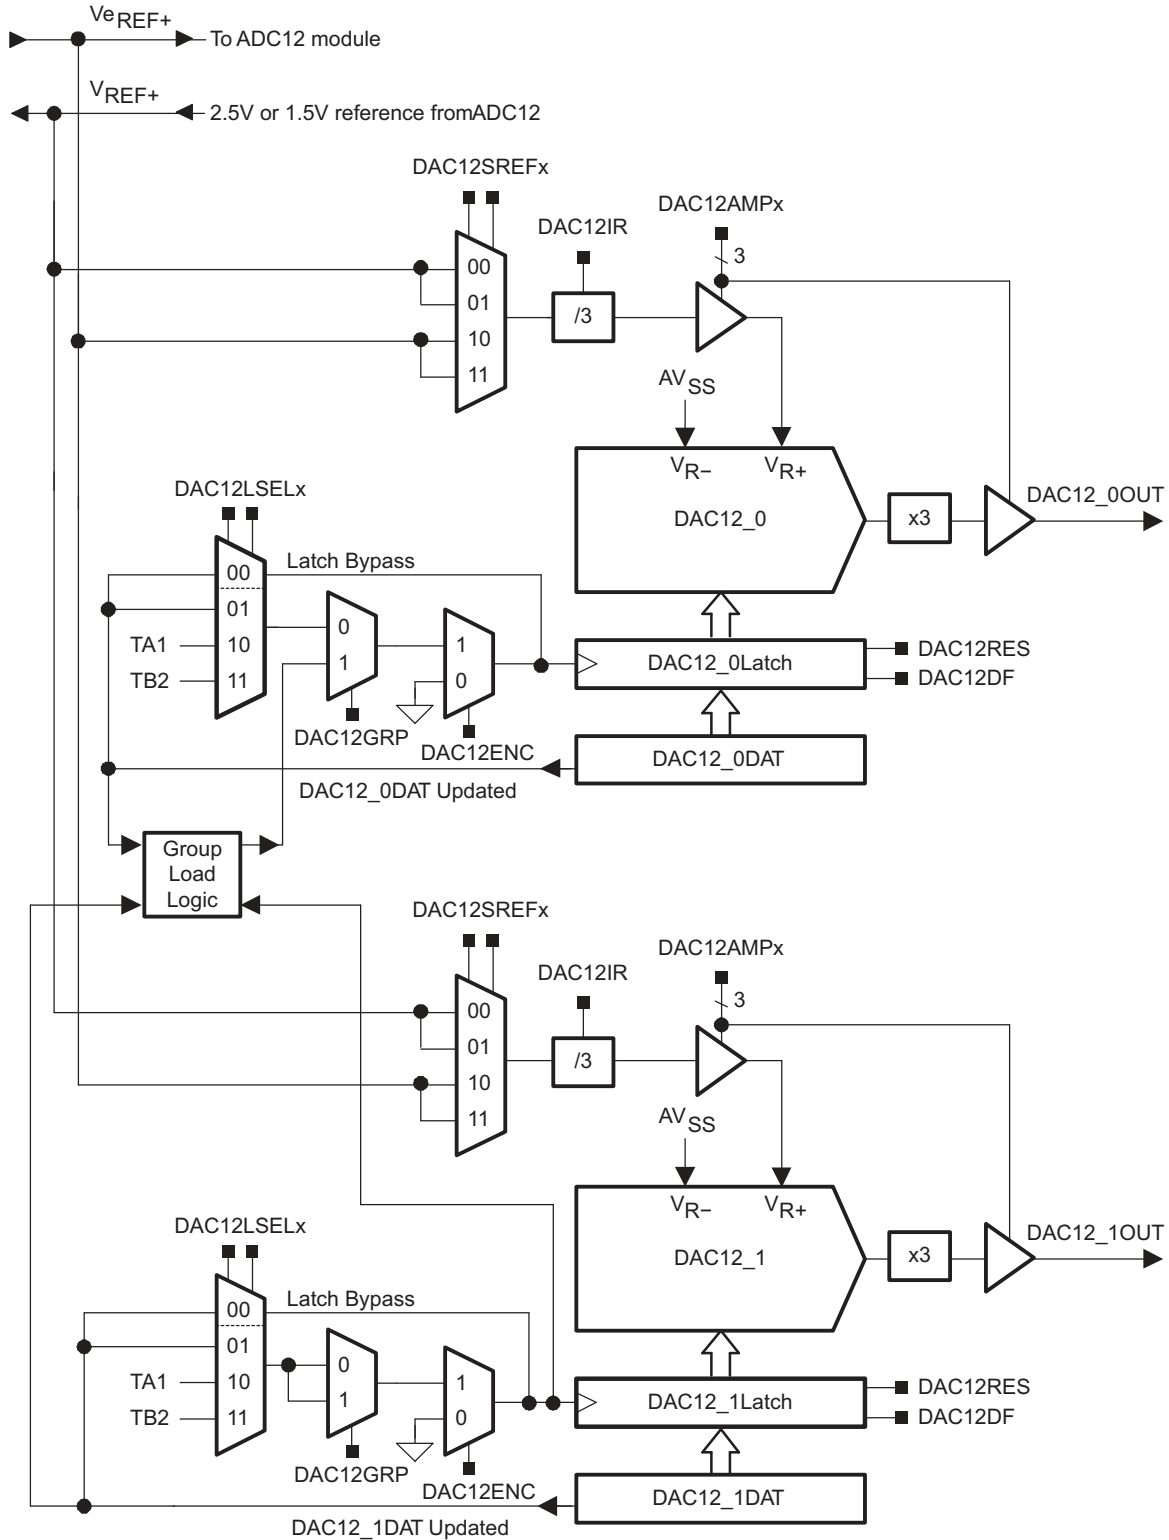 VeREF+
To ADC12 module
VREF+
2.5V or 1.5V reference fromADC12
DAC12SREFx
DAC12AMPx
DAC12IR
3
00
01
10
11
/3
AVSS
VR−
VR+
DAC12_0
x3
DAC12_0OUT
DAC12LSELx
Latch Bypass
00
01
TA1
10
TB2
11
0
1
1
0
DAC12GRP
DAC12ENC
DAC12_0Latch
DAC12RES
DAC12DF
DAC12_0DAT
DAC12_0DAT Updated
Group
Load
Logic
DAC12SREFx
DAC12AMPx
DAC12IR
3
00
01
10
11
/3
AVSS
VR−
VR+
DAC12_1
x3
DAC12_1OUT
DAC12LSELx
Latch Bypass
00
01
TA1
10
TB2
11
0
1
1
0
DAC12GRP
DAC12ENC
DAC12_1Latch
DAC12RES
DAC12DF
DAC12_1DAT
DAC12_1DAT Updated